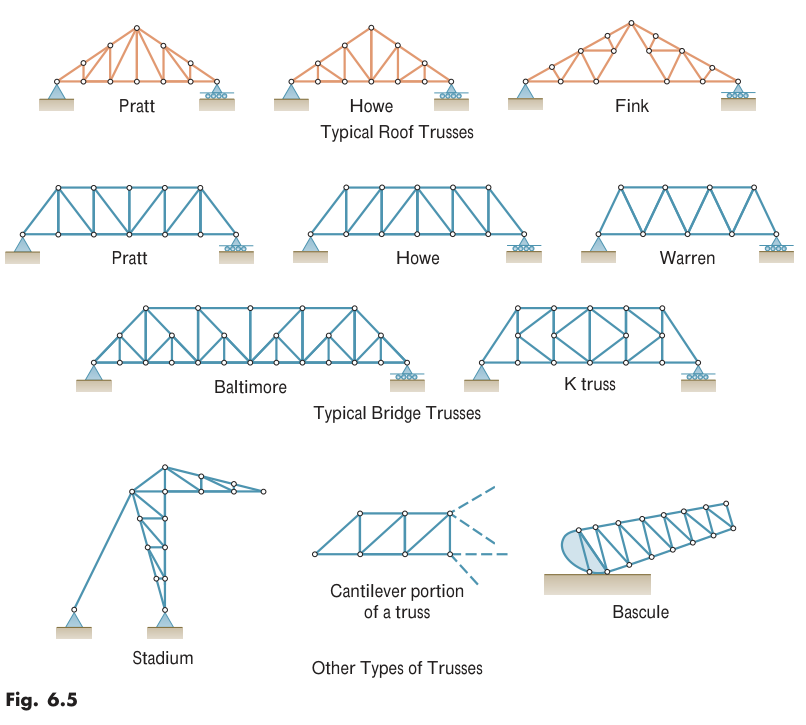 Pratt
Howe
Fink
Typical Roof Trusses
Pratt
Howe
Warren
Baltimore
K truss
Typical Bridge Trusses
Cantilever portion
of a truss
Bascule
Stadium
Other Types of Trusses
Fig. 6.5